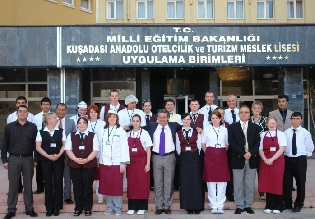 T.C.
MİLLİ EĞİTİM BAKANLIĞI
KUŞADASI ANADOLU OTELCİLİK ve TURİZM MESLEK LİSESİ
**** UYGULAMA BİRİMLERİ ****